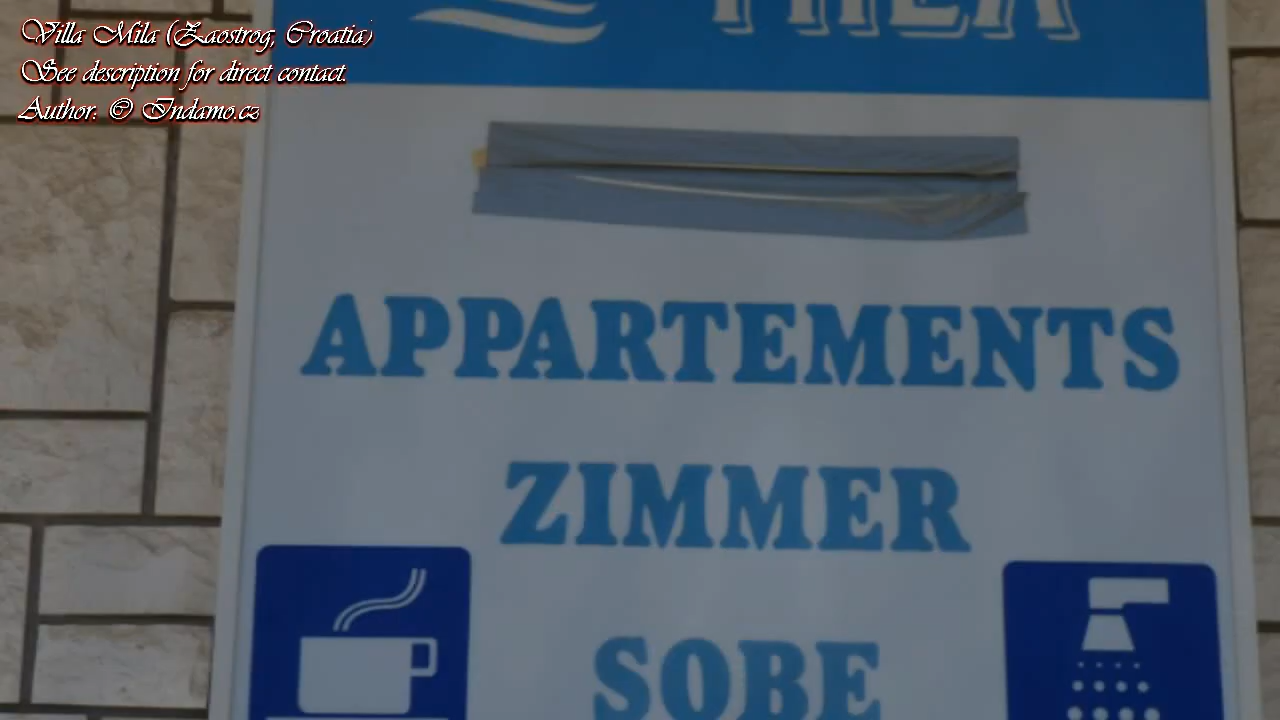 Villa Mila (Zaostrog, Croatia)
See description for direct contact.
Author: © Indamo.cz
APPARTEMENTS
ZIMMER
SOBE